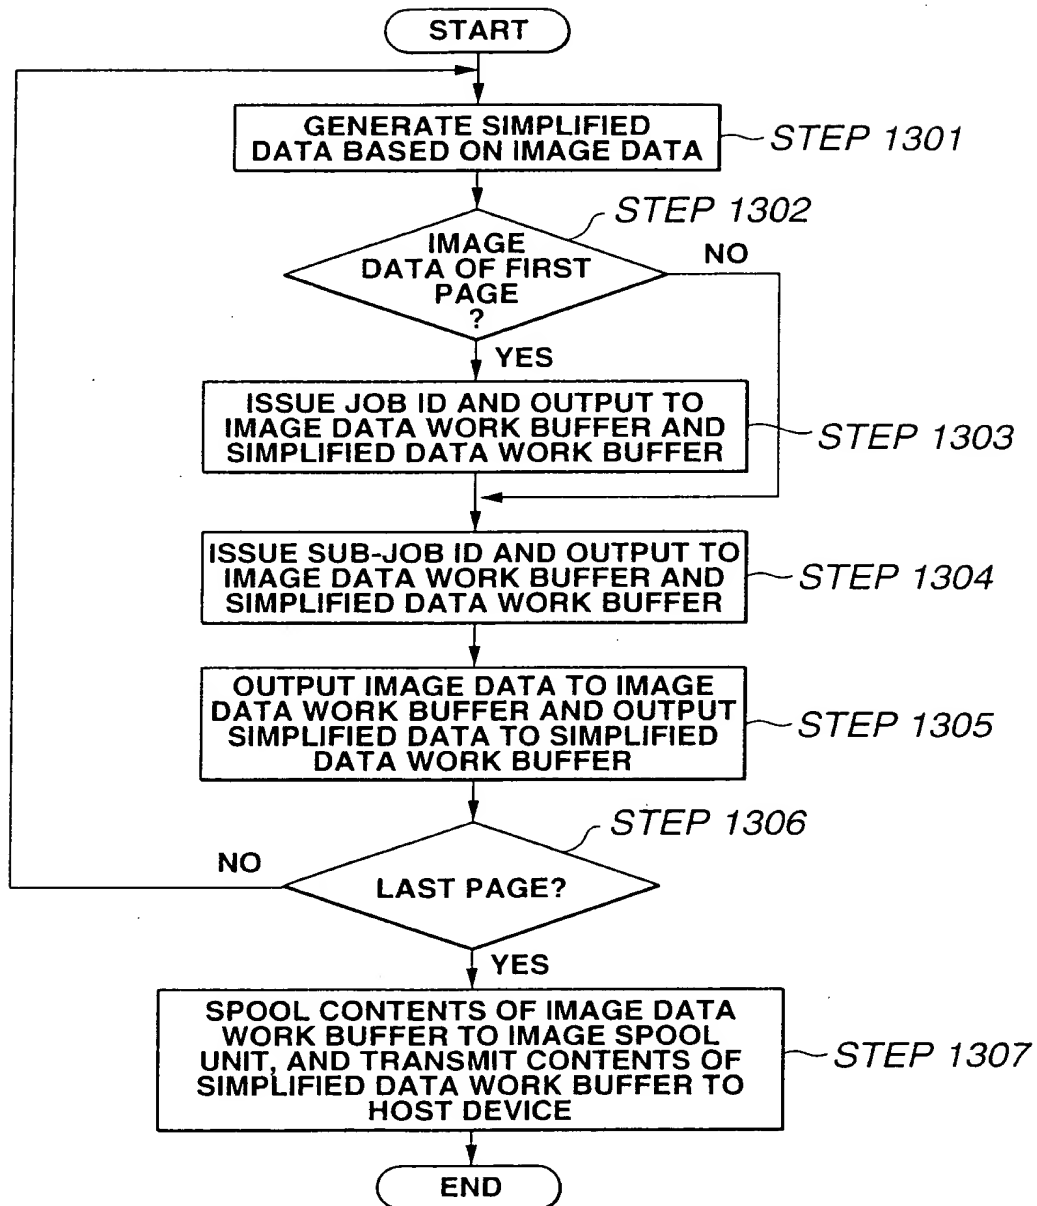 START
GENERATE SIMPLIFIED
DATA BASED ON IMAGE DATA
STEP 1301
STEP 1302
IMAGE
DATA OF FIRST
PAGE
?
NO
YES
ISSUE JOB ID AND OUTPUT TO
IMAGE DATA WORK BUFFER AND
SIMPLIFIED DATA WORK BUFFER
STEP 1303
ISSUE SUB-JOB ID AND OUTPUT TO
IMAGE DATA WORK BUFFER AND
SIMPLIFIED DATA WORK BUFFER
STEP 1304
OUTPUT IMAGE DATA TO IMAGE
DATA WORK BUFFER AND OUTPUT
SIMPLIFIED DATA TO SIMPLIFIED
DATA WORK BUFFER
STEP 1305
STEP 1306
NO
LAST PAGE?
YES
SPOOL CONTENTS OF IMAGE DATA
WORK BUFFER TO IMAGE SPOOL
UNIT, AND TRANSMIT CONTENTS OF
SIMPLIFIED DATA WORK BUFFER TO
HOST DEVICE
STEP 1307
END